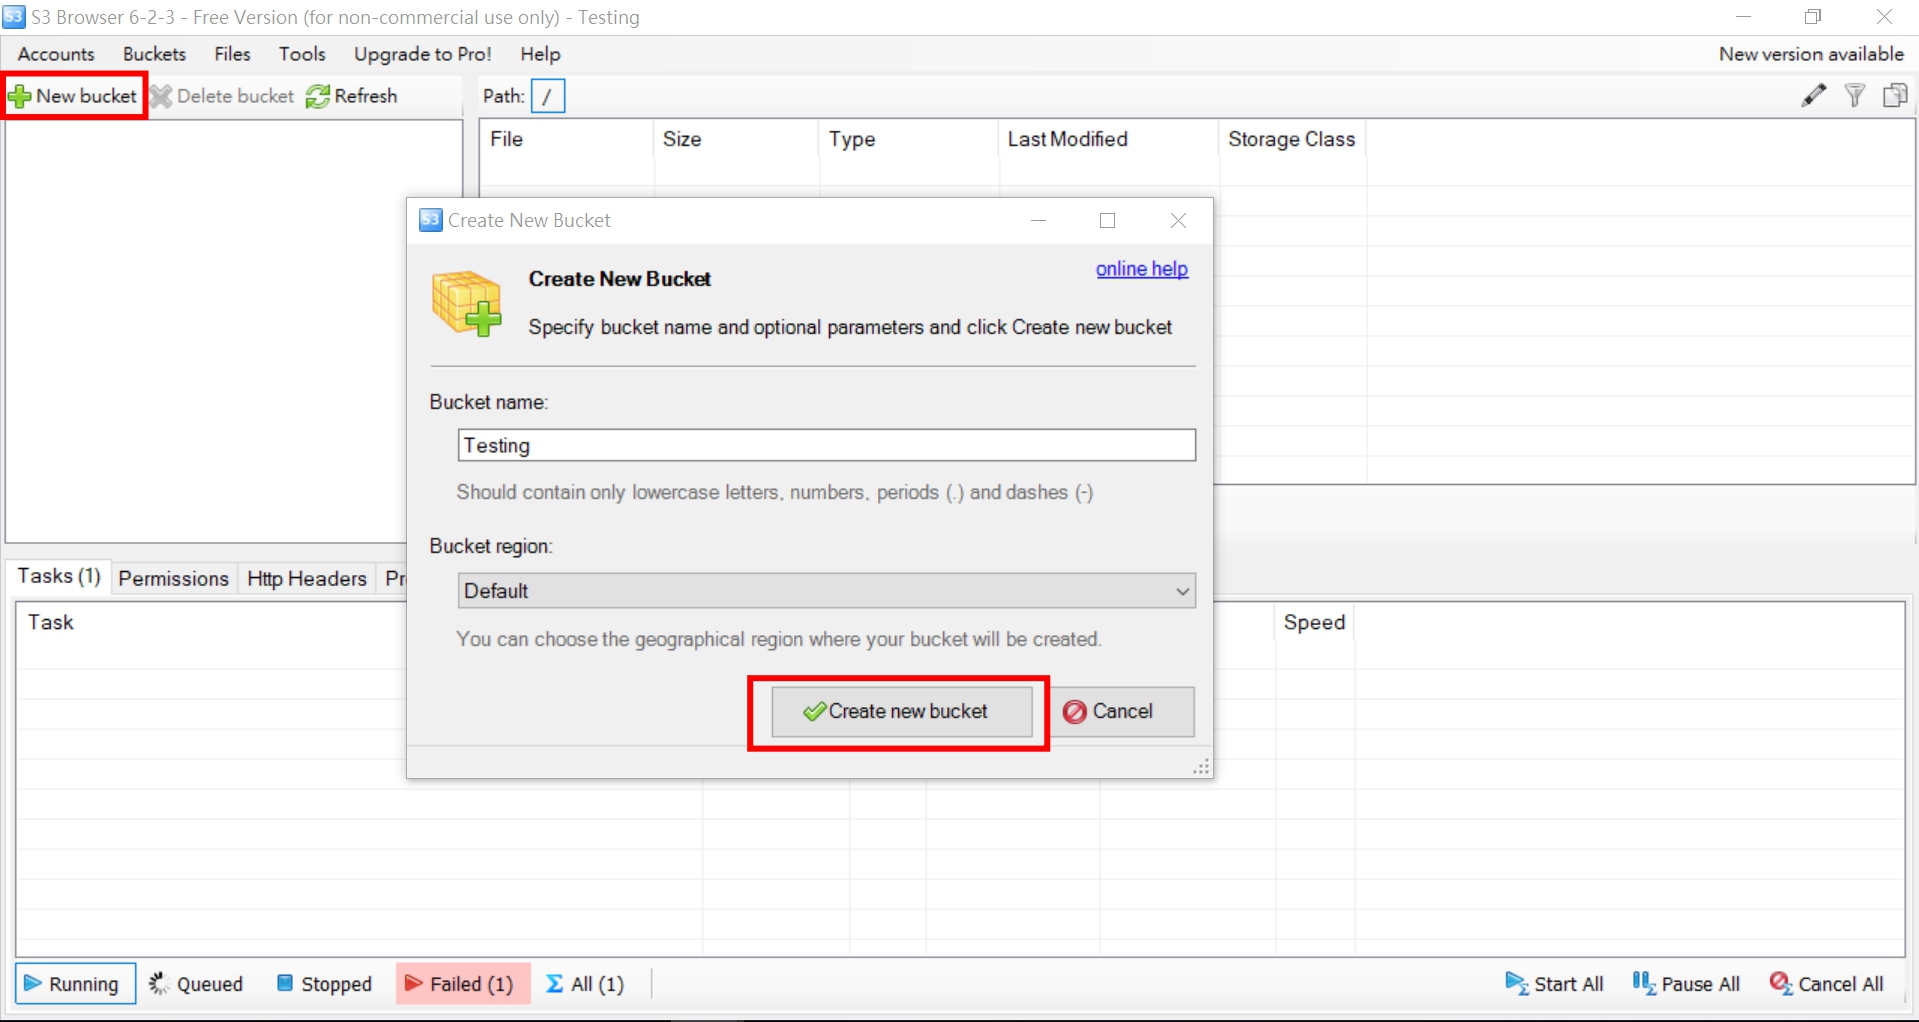 S3 Browser 6-2-3 - Free Version (for non-commercial use only) - Testing
Accounts Buckets Files Tools Upgrade to Pro! Help New version available
New bucket Delete bucket Refresh Path: /
File Size Type Last Modified Storage Class
S3 Create New Bucket
Create New Bucket online help
Specify bucket name and optional parameters and click Create new bucket
Bucket name:
Testing
Should contain only lowercase letters, numbers, periods (.) and dashes (-)
Bucket region:
Default
You can choose the geographical region where your bucket will be created.
Create new bucket Cancel
Tasks (1) Permissions Http Headers Pr
Task Speed
Running Queued Stopped Failed (1) All (1) Start All Pause All Cancel All